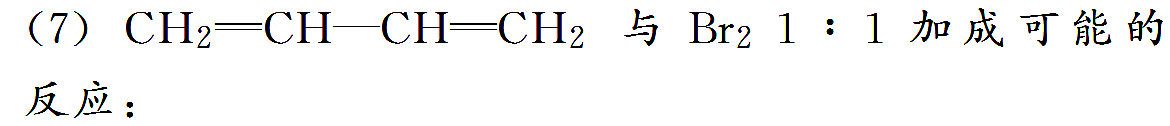 (7) CH₂═CH—CH═CH₂ 与 Br₂ 1 : 1 加成可能的
反应：